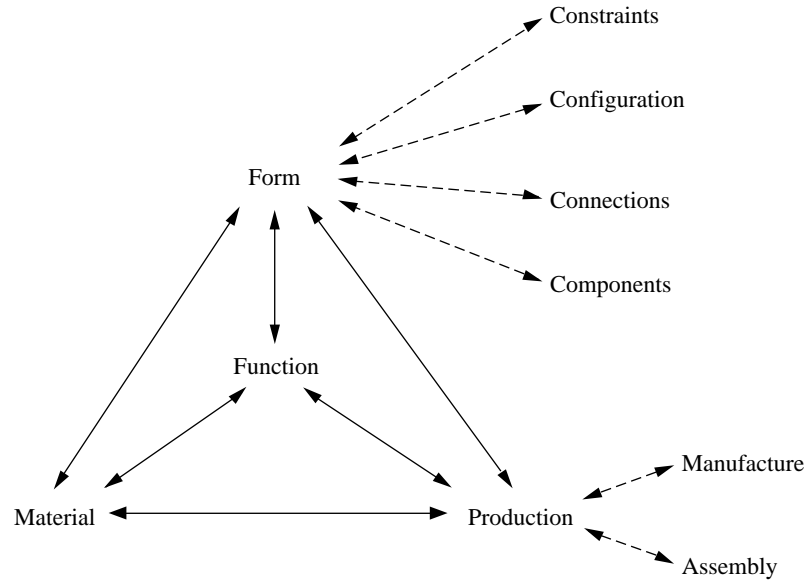 Constraints
Configuration
Form
Connections
Components
Function
Manufacture
Material
Production
Assembly